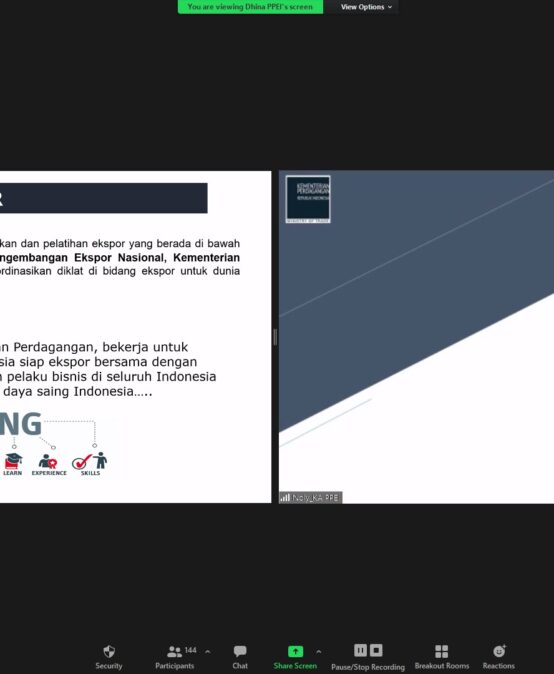 You are viewing Dhina PPEI's screen
View Options
R
kan dan pelatihan ekspor yang berada di bawah
ngembangan Ekspor Nasional, Kementerian
rdinasikan diklat di bidang ekspor untuk dunia
n Perdagangan, bekerja untuk
sia siap ekspor bersama dengan
pelaku bisnis di seluruh Indonesia
daya saing Indonesia.....
NG
LEARN
EXPERIENCE
SKILLS
KEMENTERIAN
PERDAGANGAN
REPUBLIK INDONESIA
MINISTRY OF TRADE
Security
144
Participants
Chat
Share Screen
Pause/Stop Recording
Breakout Rooms
Reactions